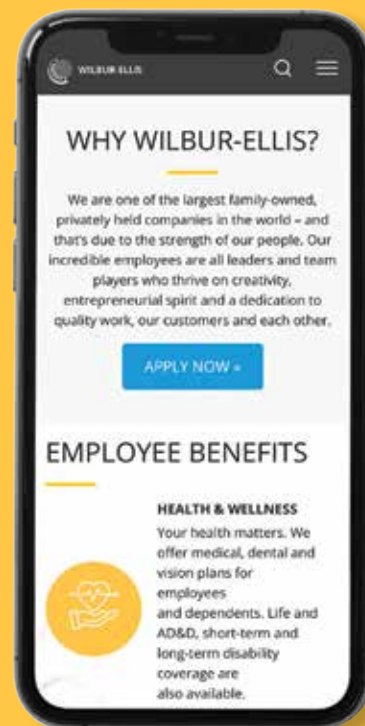 WILBUR-ELLIS
WHY WILBUR-ELLIS?
We are one of the largest family-owned,
privately held companies in the world – and
that's due to the strength of our people. Our
incredible employees are all leaders and team
players who thrive on creativity,
entrepreneurial spirit and a dedication to
quality work, our customers and each other.
APPLY NOW »
EMPLOYEE BENEFITS
HEALTH & WELLNESS
Your health matters. We
offer medical, dental and
vision plans for
employees
and dependents. Life and
AD&D, short-term and
long-term disability
coverage are
also available.